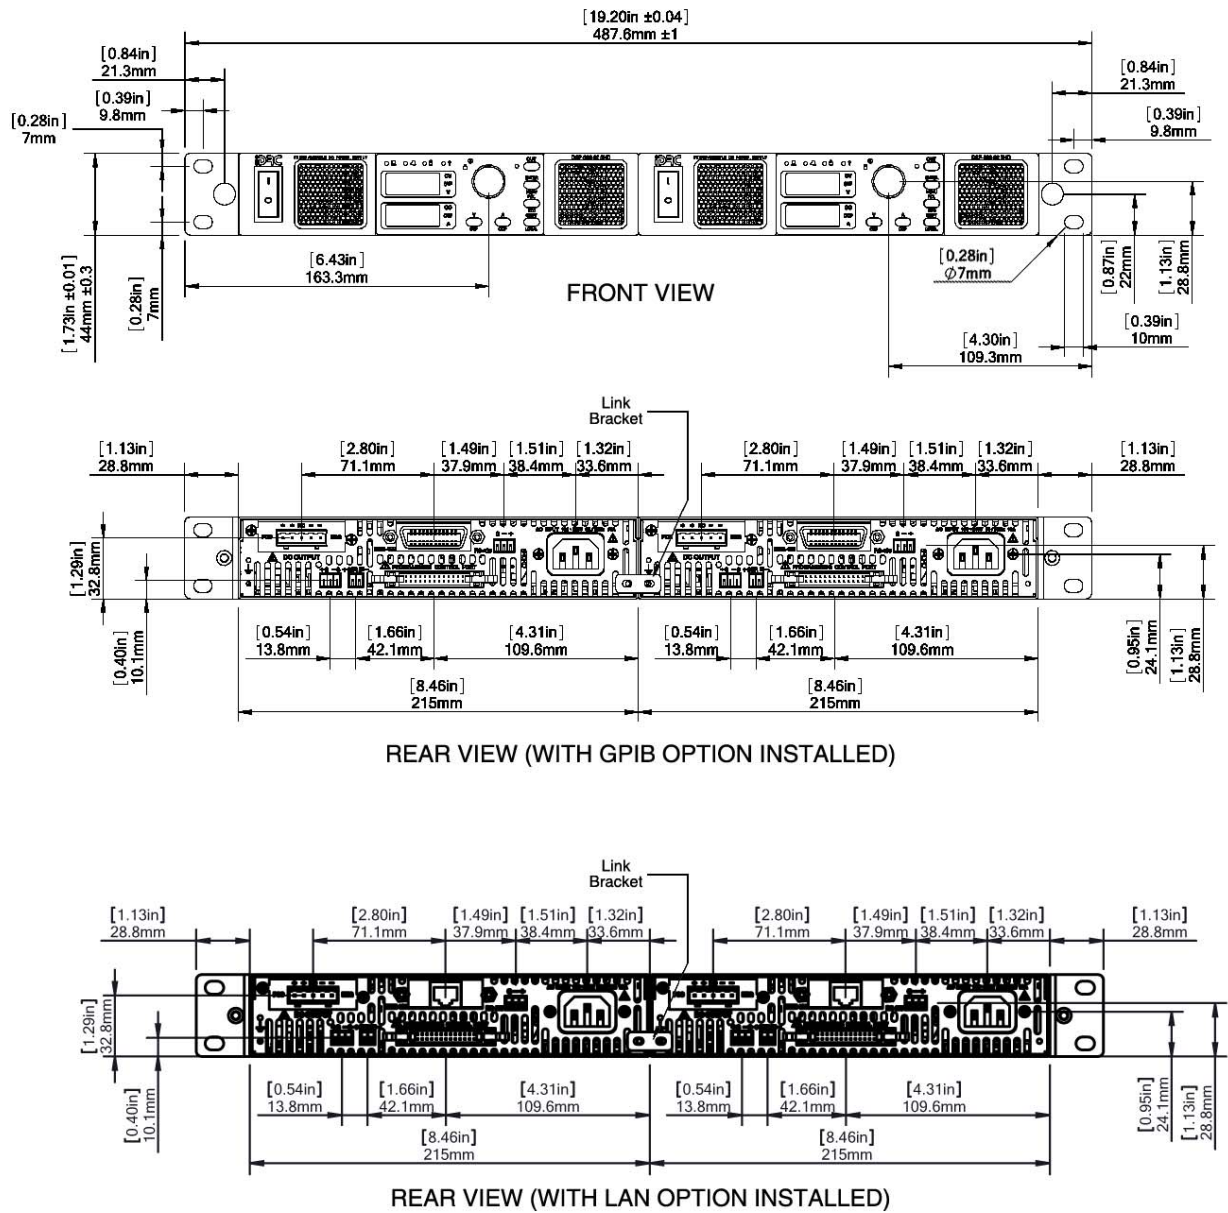 [19.20in ±0.04]
487.6mm ±1
[0.84in]
21.3mm
[0.84in]
21.3mm
[0.39in]
9.8mm
[0.39in]
9.8mm
[0.28in]
7mm
I
O
I
O
[1.73in ±0.01]
44mm ±0.3
[0.28in]
7mm
[6.43in]
163.3mm
FRONT VIEW
[0.28in]
∅7mm
[0.87in]
22mm
[1.13in]
28.8mm
[0.39in]
10mm
[4.30in]
109.3mm
Link
Bracket
[1.13in]
28.8mm
[2.80in]
71.1mm
[1.49in]
37.9mm
[1.51in]
38.4mm
[1.32in]
33.6mm
[2.80in]
71.1mm
[1.49in]
37.9mm
[1.51in]
38.4mm
[1.32in]
33.6mm
[1.13in]
28.8mm
DC OUTPUT
DC OUTPUT
[1.29in]
32.8mm
[0.40in]
10.1mm
[0.54in]
13.8mm
[1.66in]
42.1mm
[4.31in]
109.6mm
[0.54in]
13.8mm
[1.66in]
42.1mm
[4.31in]
109.6mm
[0.95in]
24.1mm
[1.13in]
28.8mm
[8.46in]
215mm
[8.46in]
215mm
REAR VIEW (WITH GPIB OPTION INSTALLED)
Link
Bracket
[1.13in]
28.8mm
[2.80in]
71.1mm
[1.49in]
37.9mm
[1.51in]
38.4mm
[1.32in]
33.6mm
[2.80in]
71.1mm
[1.49in]
37.9mm
[1.51in]
38.4mm
[1.32in]
33.6mm
[1.13in]
28.8mm
[1.29in]
32.8mm
[0.40in]
10.1mm
[0.54in]
13.8mm
[1.66in]
42.1mm
[4.31in]
109.6mm
[0.54in]
13.8mm
[1.66in]
42.1mm
[4.31in]
109.6mm
[0.95in]
24.1mm
[1.13in]
28.8mm
[8.46in]
215mm
[8.46in]
215mm
REAR VIEW (WITH LAN OPTION INSTALLED)